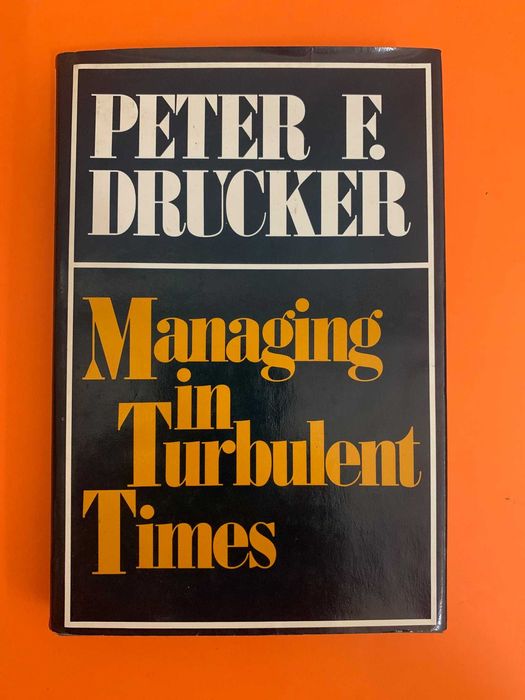 PETER F.
DRUCKER
Managing
in
Turbulent
Times